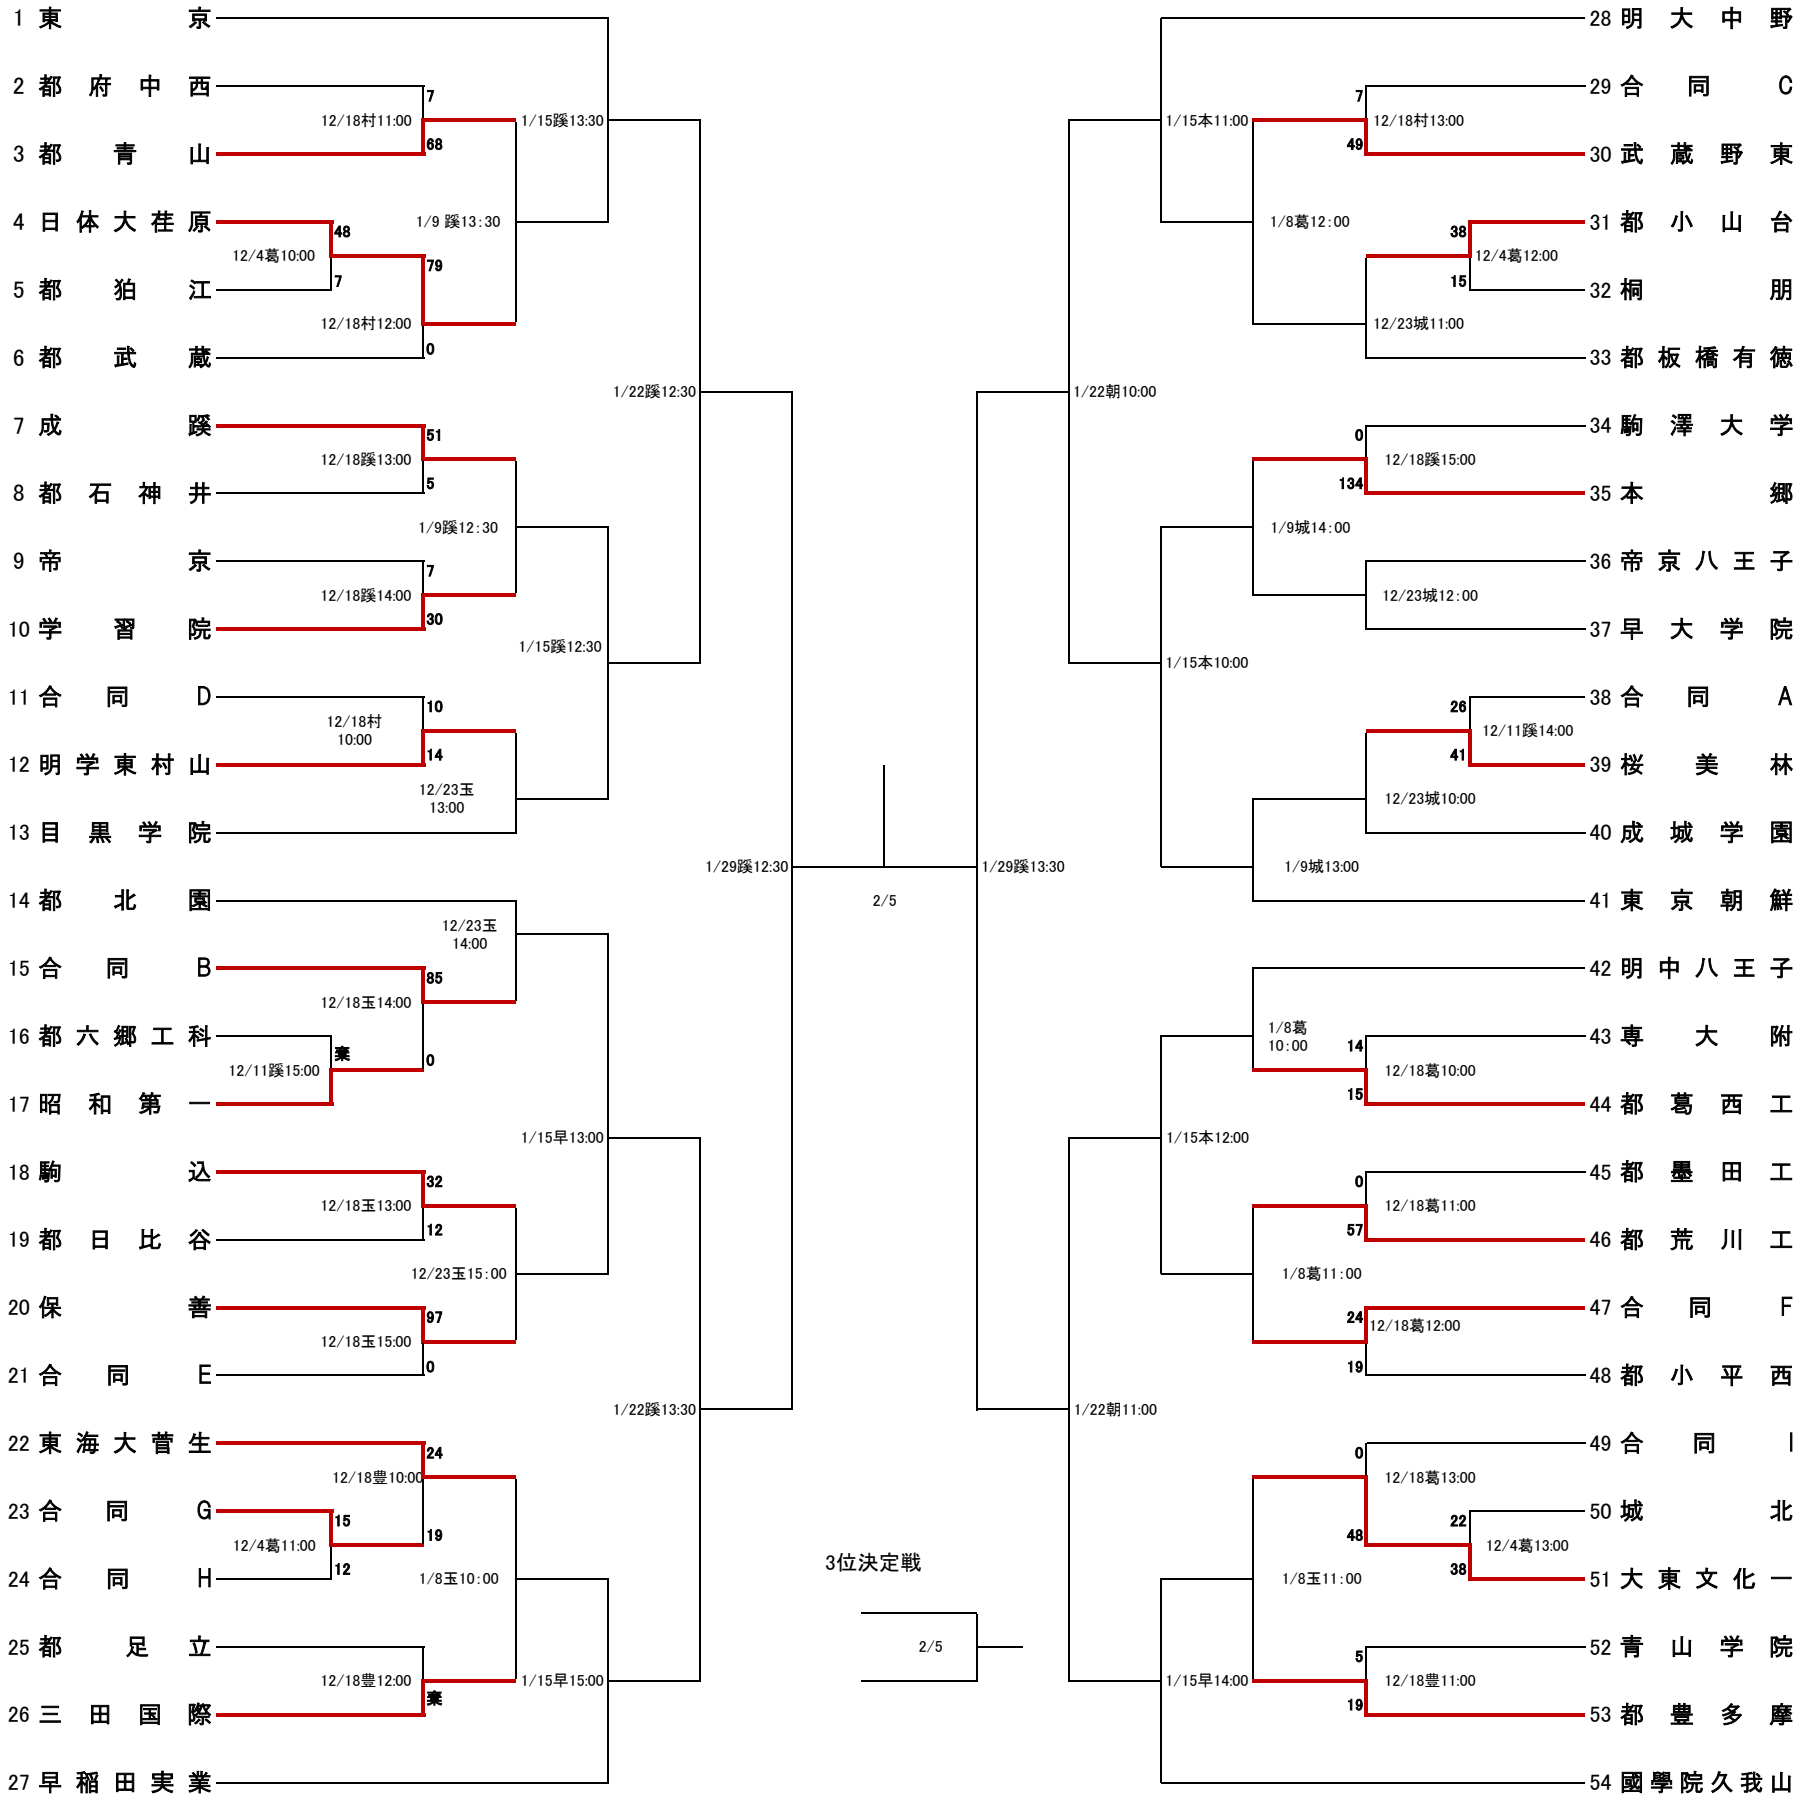 1 東京
2 都府中西
7
12/18村11:00
1/15蹊13:30
3 都青山
68
4 日体大荏原
48
1/9 蹊13:30
12/4葛10:00
79
5 都狛江
7
12/18村12:00
6 都武蔵
0
1/22蹊12:30
7 成蹊
51
12/18蹊13:00
8 都石神井
5
1/9蹊12:30
9 帝京
7
12/18蹊14:00
10 学習院
30
1/15蹊12:30
11 合同D
10
12/18村
10:00
12 明学東村山
14
12/23玉
13:00
13 目黒学院
1/29蹊12:30
14 都北園
12/23玉
14:00
15 合同B
85
12/18玉14:00
16 都六郷工科
棄
12/11蹊15:00
0
17 昭和第一
1/15早13:00
18 駒込
32
12/18玉13:00
19 都日比谷
12
12/23玉15:00
20 保善
97
12/18玉15:00
21 合同E
0
1/22蹊13:30
22 東海大菅生
24
12/18豊10:00
23 合同G
15
19
12/4葛11:00
24 合同H
12
1/8玉10:00
25 都足立
12/18豊12:00
1/15早15:00
26 三田国際
棄
27 早稲田実業
2/5
3位決定戦
2/5
28 明大中野
29 合同C
7
1/15本11:00
12/18村13:00
30 武蔵野東
49
31 都小山台
38
1/8葛12:00
12/4葛12:00
32 桐朋
15
12/23城11:00
33 都板橋有徳
1/22朝10:00
34 駒澤大学
0
12/18蹊15:00
35 本郷
134
1/9城14:00
36 帝京八王子
12/23城12:00
37 早大学院
1/15本10:00
38 合同A
26
12/11蹊14:00
39 桜美林
41
12/23城10:00
40 成城学園
1/29蹊13:30
1/9城13:00
41 東京朝鮮
42 明中八王子
1/8葛
10:00
43 専大附
14
12/18葛10:00
44 都葛西工
15
1/15本12:00
45 都墨田工
0
12/18葛11:00
46 都荒川工
57
1/8葛11:00
47 合同F
24
12/18葛12:00
48 都小平西
19
1/22朝11:00
49 合同I
0
12/18葛13:00
50 城北
22
48
12/4葛13:00
51 大東文化一
38
1/8玉11:00
52 青山学院
5
1/15早14:00
12/18豊11:00
53 都豊多摩
19
54 國學院久我山